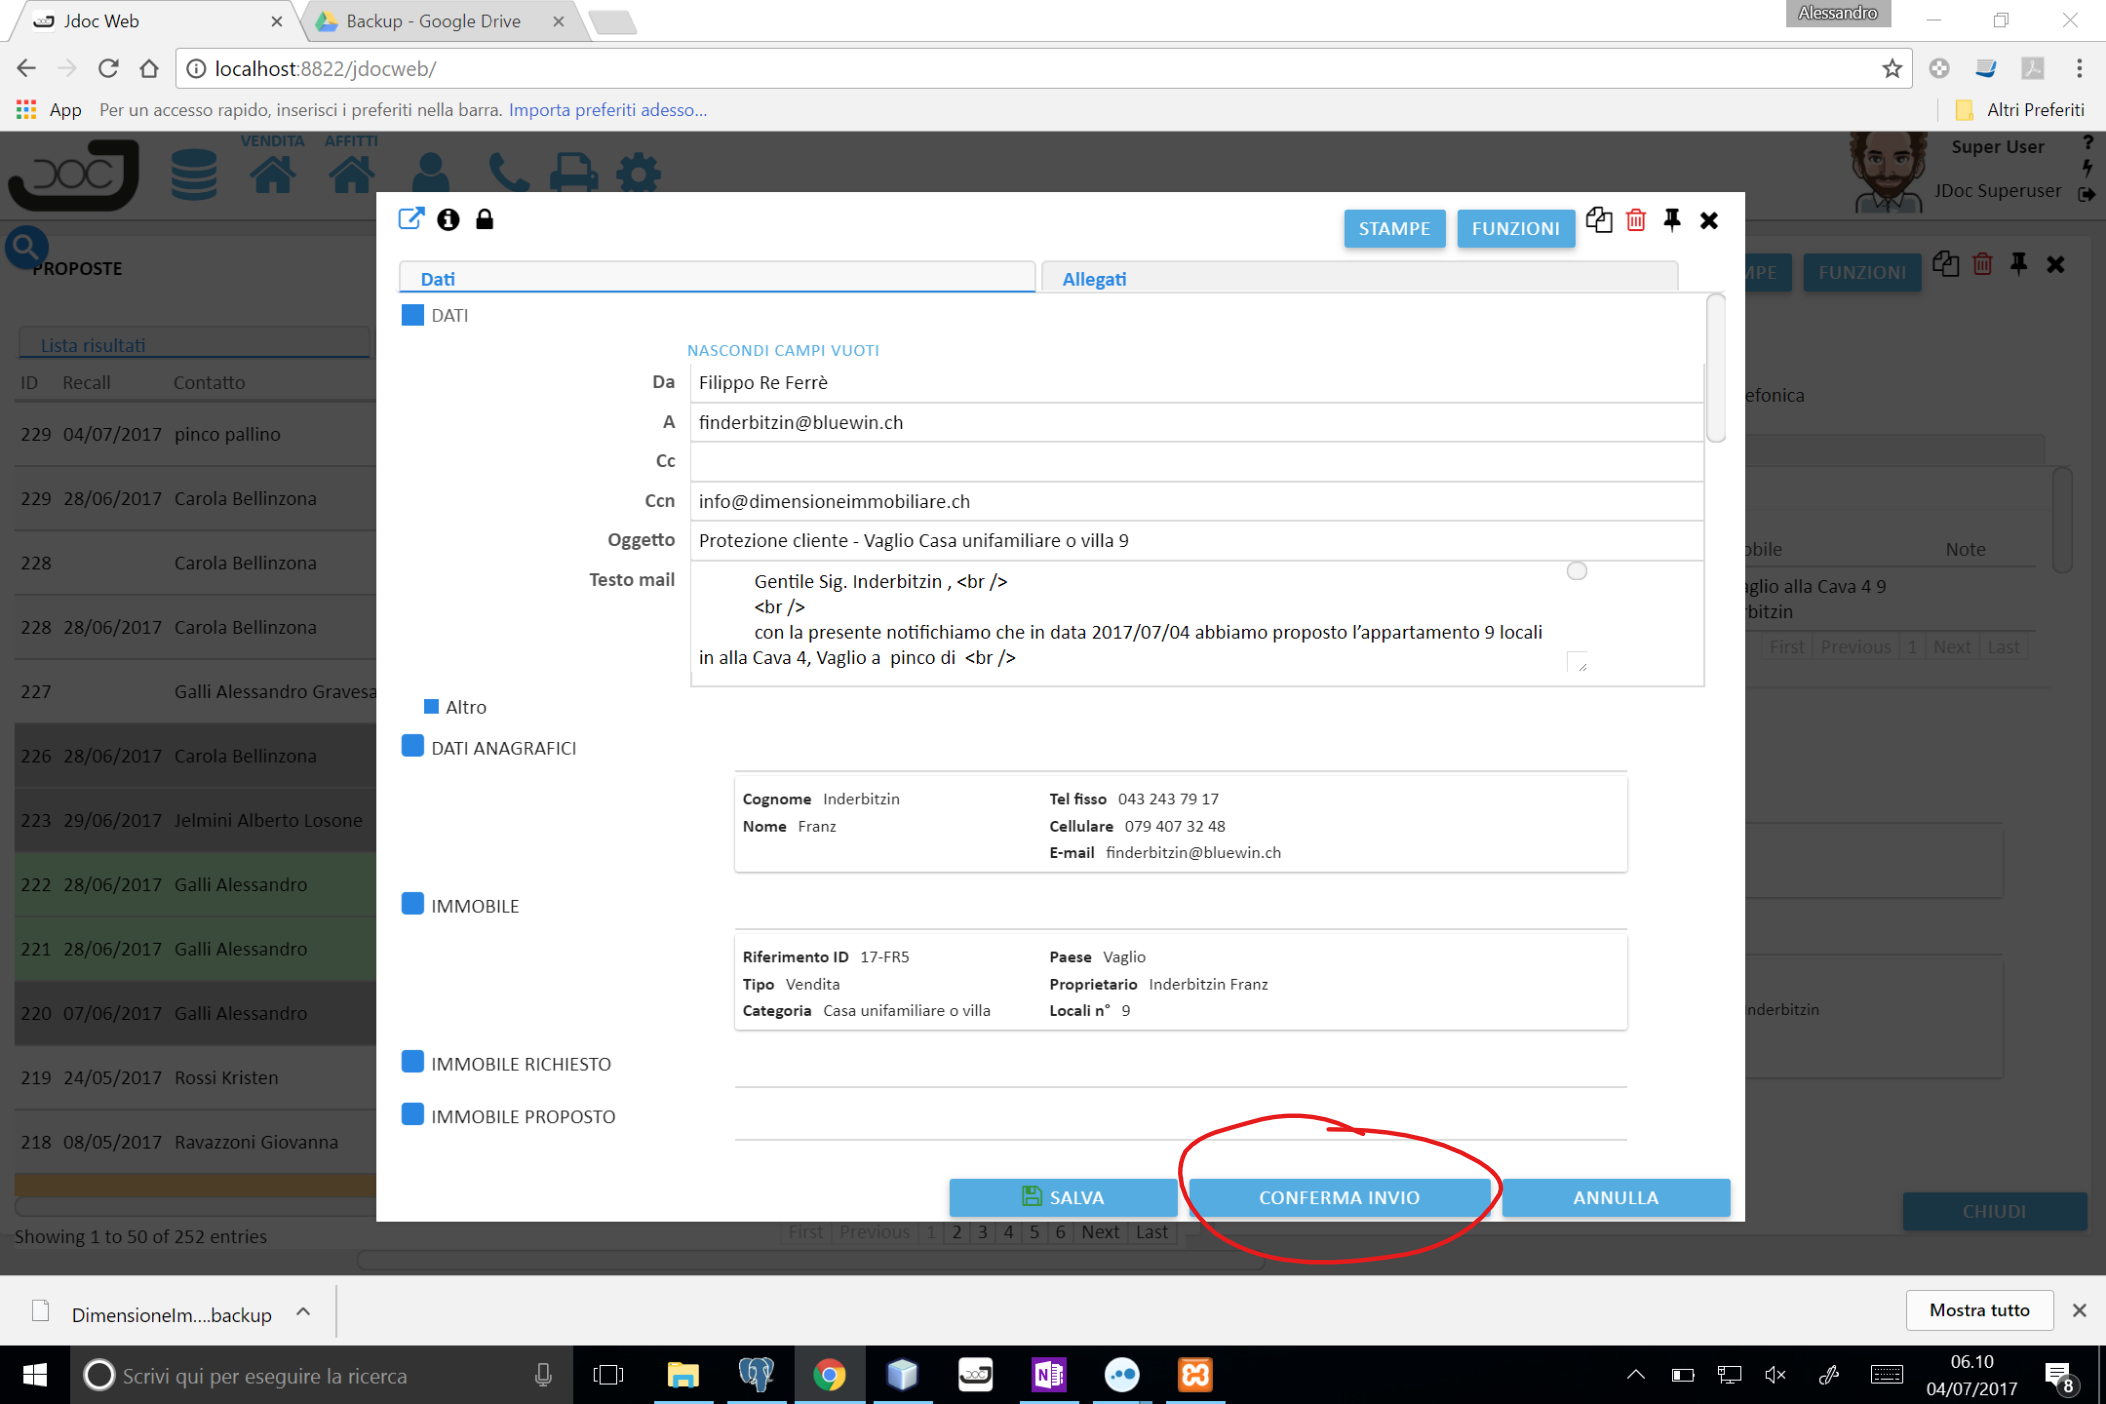 Jdoc Web
Backup - Google Drive
Alessandro
localhost:8822/jdocweb/
App Per un accesso rapido, inserisci i preferiti nella barra. Importa preferiti adesso...
Altri Preferiti
JDOC
VENDITA AFFITTI
Super User
?
JDoc Superuser
STAMPE FUNZIONI
PROPOSTE
MPE FUNZIONI
Dati Allegati
DATI
Lista risultati
NASCONDI CAMPI VUOTI
ID Recall Contatto
Da Filippo Re Ferrè
efonica
A finderbitzin@bluewin.ch
229 04/07/2017 pinco pallino
Cc
229 28/06/2017 Carola Bellinzona
Ccn info@dimensioneimmobiliare.ch
Oggetto Protezione cliente - Vaglio Casa unifamiliare o villa 9
obile Note
228 Carola Bellinzona
Testo mail Gentile Sig. Inderbitzin , <br />
<br />
aglio alla Cava 4 9
rbitzin
228 28/06/2017 Carola Bellinzona
con la presente notifichiamo che in data 2017/07/04 abbiamo proposto l’appartamento 9 locali
in alla Cava 4, Vaglio a pinco di <br />
First Previous 1 Next Last
227 Galli Alessandro Gravesa
Altro
DATI ANAGRAFICI
226 28/06/2017 Carola Bellinzona
Cognome Inderbitzin Tel fisso 043 243 79 17
Nome Franz Cellulare 079 407 32 48
E-mail finderbitzin@bluewin.ch
223 29/06/2017 Jelmini Alberto Losone
222 28/06/2017 Galli Alessandro
IMMOBILE
221 28/06/2017 Galli Alessandro
Riferimento ID 17-FR5 Paese Vaglio
Tipo Vendita Proprietario Inderbitzin Franz
Categoria Casa unifamiliare o villa Locali n° 9
220 07/06/2017 Galli Alessandro
nderbitzin
IMMOBILE RICHIESTO
219 24/05/2017 Rossi Kristen
IMMOBILE PROPOSTO
218 08/05/2017 Ravazzoni Giovanna
SALVA CONFERMA INVIO ANNULLA
CHIUDI
Showing 1 to 50 of 252 entries
First Previous 1 2 3 4 5 6 Next Last
DimensioneIm....backup
Mostra tutto
Scrivi qui per eseguire la ricerca
N
06.10
04/07/2017
8